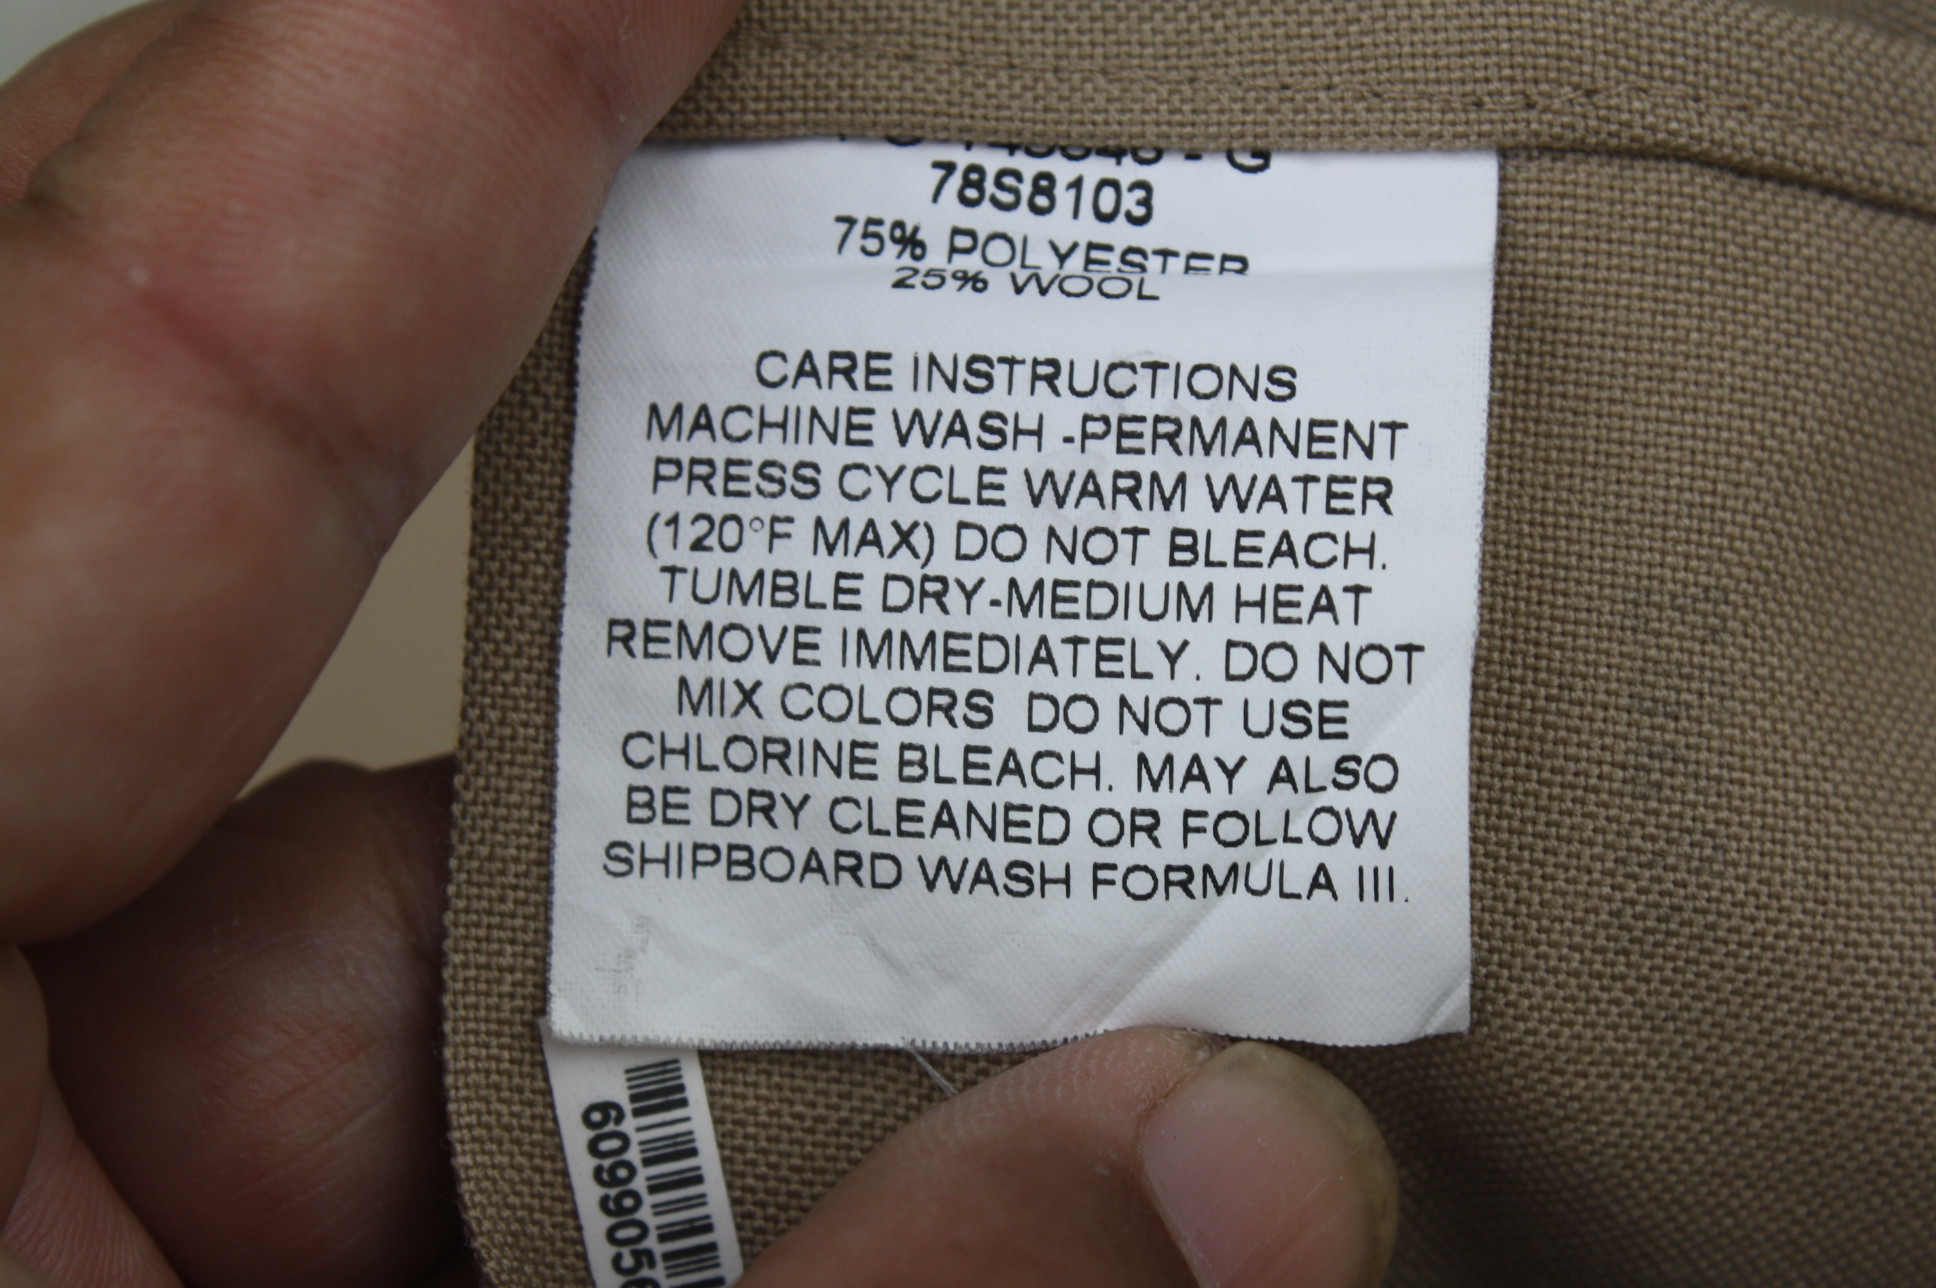 78S8103
75% POLYESTER
25% WOOL
CARE INSTRUCTIONS
MACHINE WASH -PERMANENT
PRESS CYCLE WARM WATER
(120°F MAX) DO NOT BLEACH.
TUMBLE DRY-MEDIUM HEAT
REMOVE IMMEDIATELY. DO NOT
MIX COLORS DO NOT USE
CHLORINE BLEACH. MAY ALSO
BE DRY CLEANED OR FOLLOW
SHIPBOARD WASH FORMULA III.
6099056